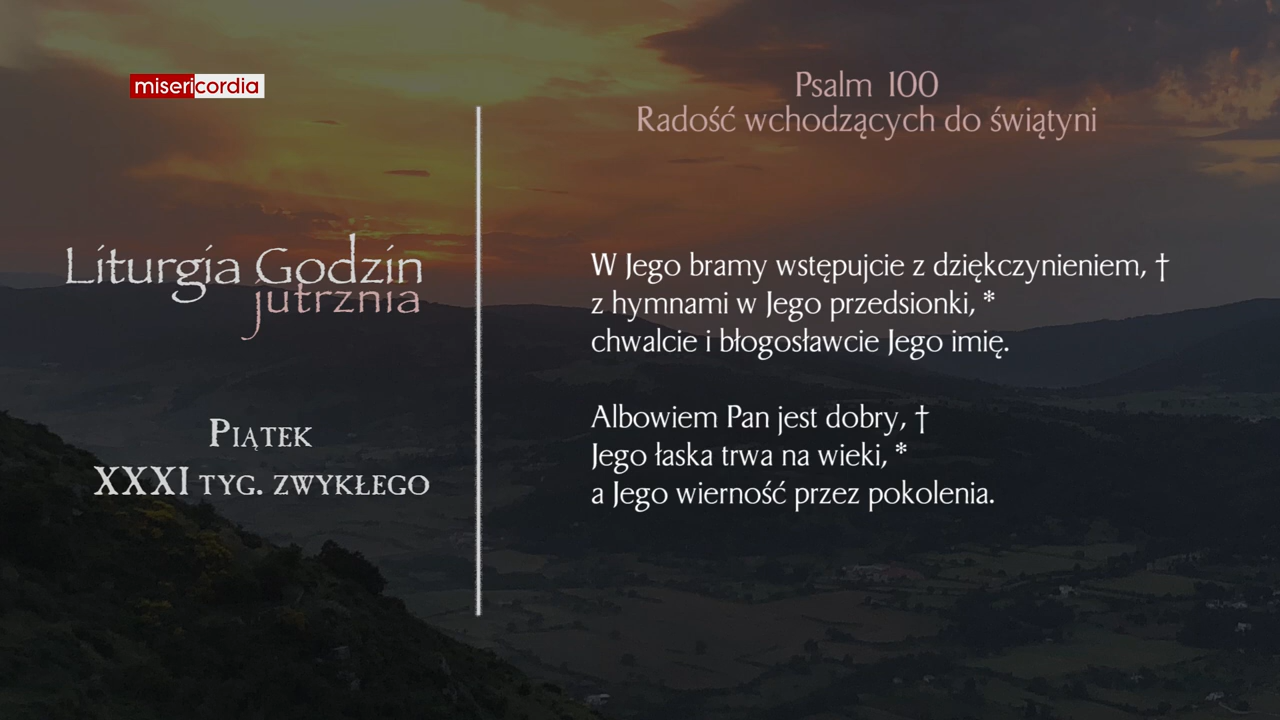 misericordia
Liturgia Godzin
jutrznia
Piątek
XXXI tyg. zwykłego
Psalm 100
Radość wchodzących do świątyni
W Jego bramy wstępujcie z dziękczynieniem, †
z hymnami w Jego przedsionki, *
chwalcie i błogosławcie Jego imię.
Albowiem Pan jest dobry, †
Jego łaska trwa na wieki, *
a Jego wierność przez pokolenia.